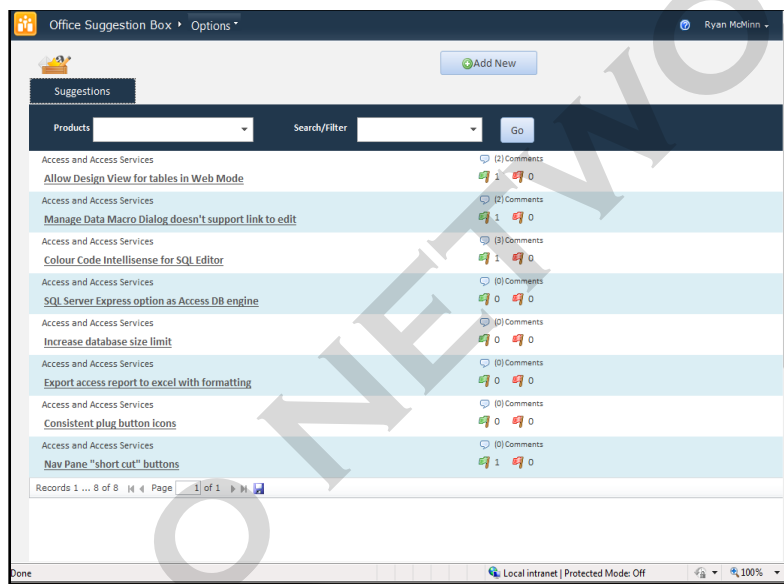 Office Suggestion Box Options
Ryan McMinn
Add New
Suggestions
Products Search/Filter Go
Access and Access Services (2) Comments
Allow Design View for tables in Web Mode 1 0
Access and Access Services (2) Comments
Manage Data Macro Dialog doesn't support link to edit 1 0
Access and Access Services (3) Comments
Colour Code Intellisense for SQL Editor 1 0
Access and Access Services (0) Comments
SQL Server Express option as Access DB engine 0 0
Access and Access Services (0) Comments
Increase database size limit 0 0
Access and Access Services (0) Comments
Export access report to excel with formatting 0 0
Access and Access Services (0) Comments
Consistent plug button icons 0 0
Access and Access Services (0) Comments
Nav Pane "short cut" buttons 1 0
Records 1 ... 8 of 8 Page 1 of 1
Done Local intranet | Protected Mode: Off 100%
O NETWO